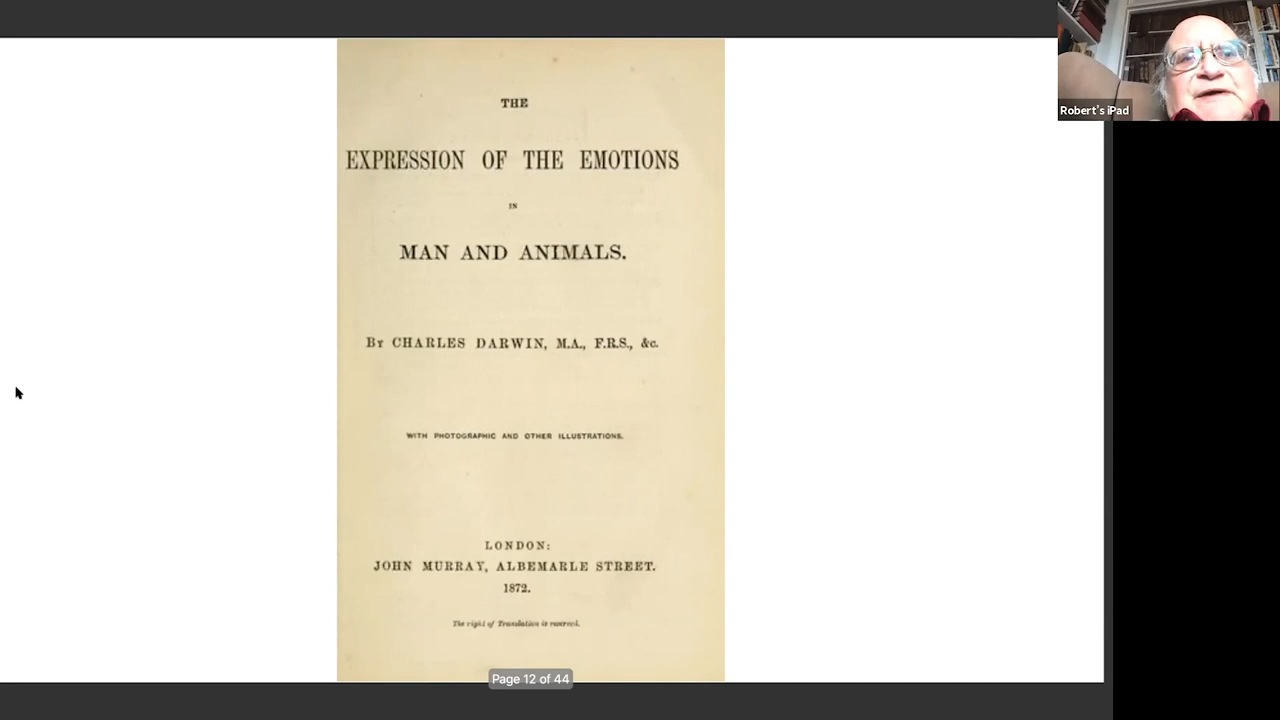 THE
EXPRESSION OF THE EMOTIONS
IN
MAN AND ANIMALS.
BY CHARLES DARWIN, M.A., F.R.S., &c.
WITH PHOTOGRAPHIC AND OTHER ILLUSTRATIONS.
LONDON:
JOHN MURRAY, ALBEMARLE STREET.
1872.
The right of Translation is reserved.
Page 12 of 44
Robert's iPad